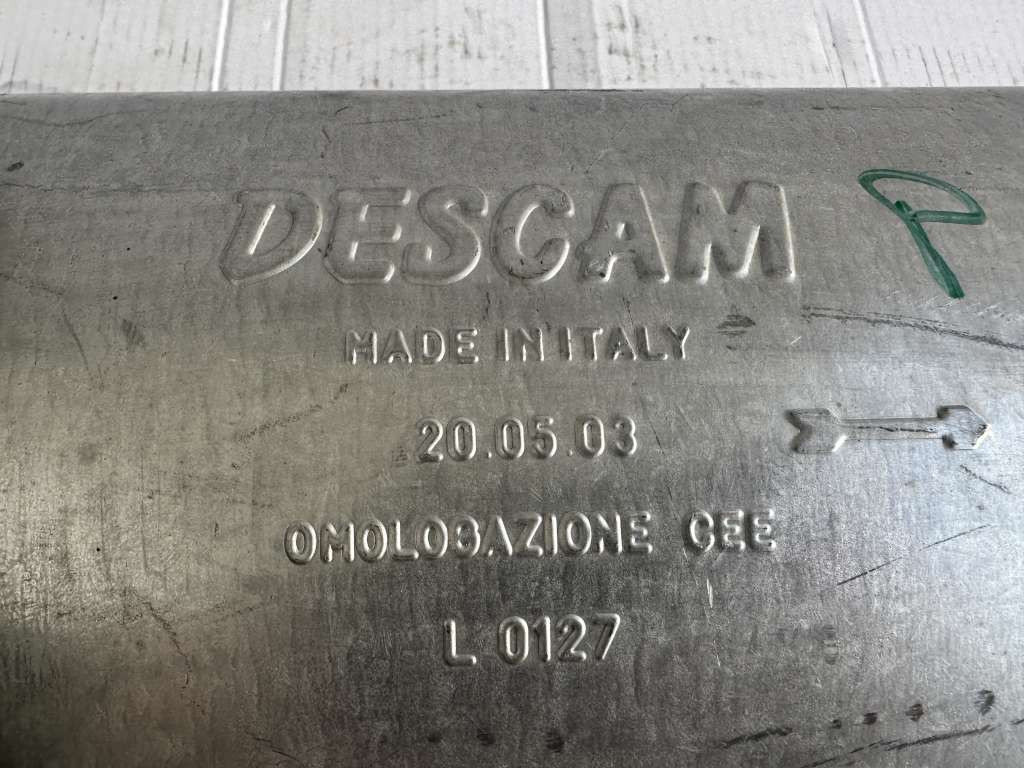 DESCAM
P
MADE IN ITALY
20.05.03
OMOLOGAZIONE CEE
L 0127